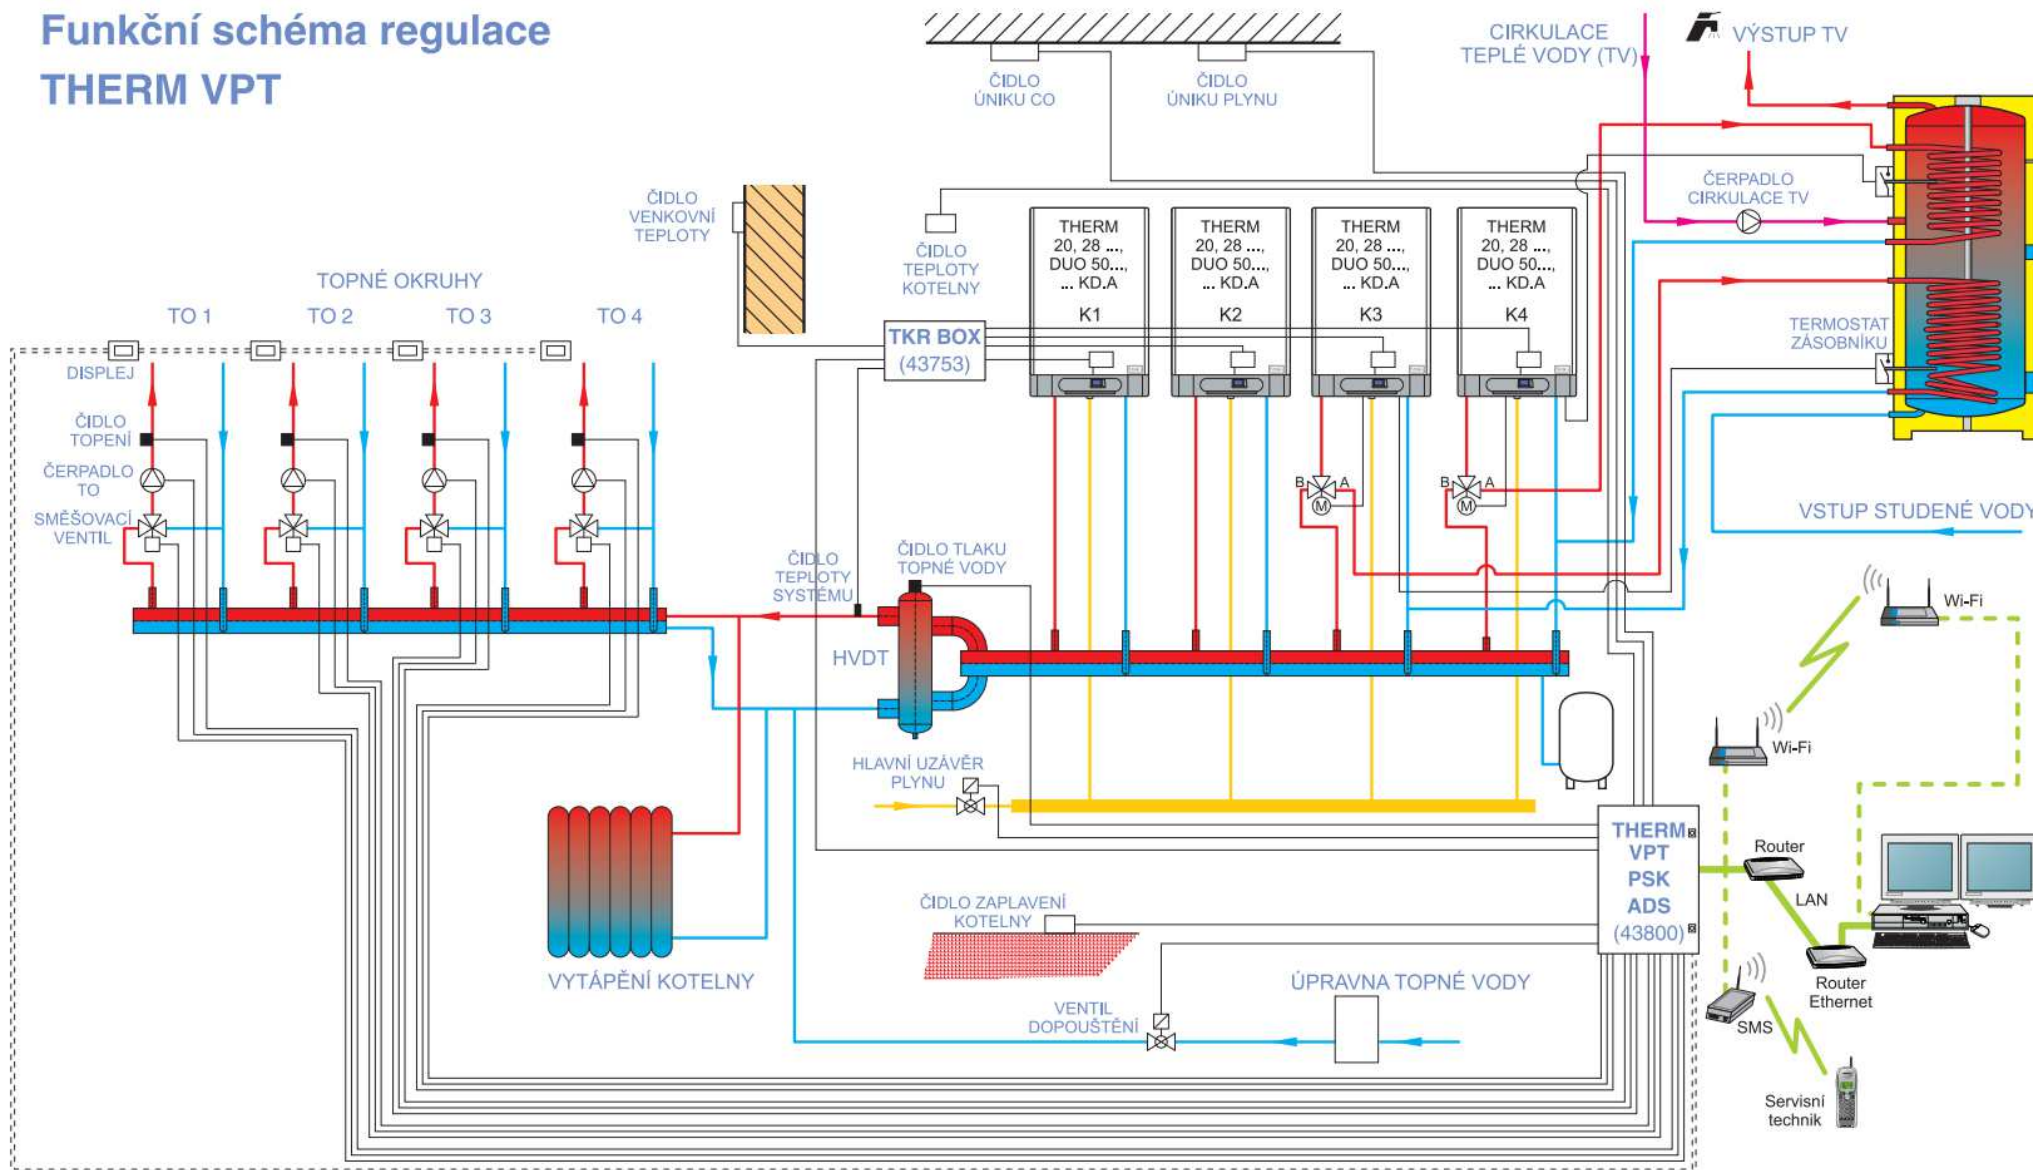 Funkční schéma regulace
THERM VPT
ČIDLO
ÚNIKU CO
ČIDLO
ÚNIKU PLYNU
CIRKULACE
TEPLÉ VODY (TV)
VÝSTUP TV
ČERPADLO
CIRKULACE TV
ČIDLO
VENKOVNÍ
TEPLOTY
ČIDLO
TEPLOTY
KOTELNY
THERM
20, 28 ...,
DUO 50...,
... KD.A
K1
THERM
20, 28 ...,
DUO 50...,
... KD.A
K2
THERM
20, 28 ...,
DUO 50...,
... KD.A
K3
THERM
20, 28 ...,
DUO 50...,
... KD.A
K4
TOPNÉ OKRUHY
TO 1
TO 2
TO 3
TO 4
TKR BOX
(43753)
TERMOSTAT
ZÁSOBNÍKU
DISPLEJ
ČIDLO
TOPENÍ
ČERPADLO
TO
SMĚŠOVACÍ
VENTIL
B
A
M
B
A
M
VSTUP STUDENÉ VODY
ČIDLO
TEPLOTY
SYSTÉMU
ČIDLO TLAKU
TOPNÉ VODY
HVDT
Wi-Fi
Wi-Fi
HLAVNÍ UZÁVĚR
PLYNU
THERM
VPT
PSK
ADS
(43800)
Router
LAN
Router
Ethernet
ČIDLO ZAPLAVENÍ
KOTELNY
VYTÁPĚNÍ KOTELNY
ÚPRAVNA TOPNÉ VODY
VENTIL
DOPOUŠTĚNÍ
SMS
Servisní
technik